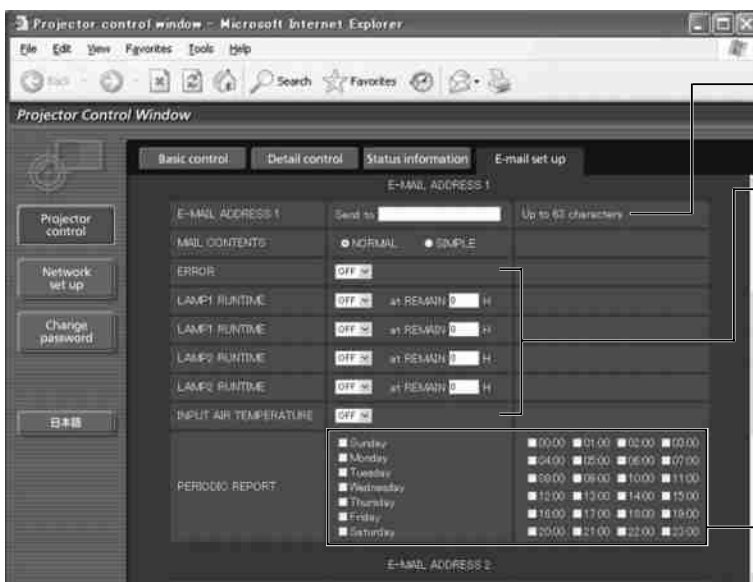 Projector control window - Microsoft Internet Explorer
File Edit View Favorites Tools Help
Back Search Favorites
Projector Control Window
Basic control Detail control Status information E-mail set up
E-MAIL ADDRESS 1
Projector control
Network set up
Change password
日本語
E-MAIL ADDRESS 1 Send to Up to 63 characters
MAIL CONTENTS NORMAL SIMPLE
ERROR OFF
LAMP1 RUNTIME OFF at REMAIN 0 H
LAMP1 RUNTIME OFF at REMAIN 0 H
LAMP2 RUNTIME OFF at REMAIN 0 H
LAMP2 RUNTIME OFF at REMAIN 0 H
INPUT AIR TEMPERATURE OFF
PERIODIC REPORT
Sunday
Monday
Tuesday
Wednesday
Thursday
Friday
Saturday
00:00 01:00 02:00 03:00
04:00 05:00 06:00 07:00
08:00 09:00 10:00 11:00
12:00 13:00 14:00 15:00
16:00 17:00 18:00 19:00
20:00 21:00 22:00 23:00
E-MAIL ADDRESS 2